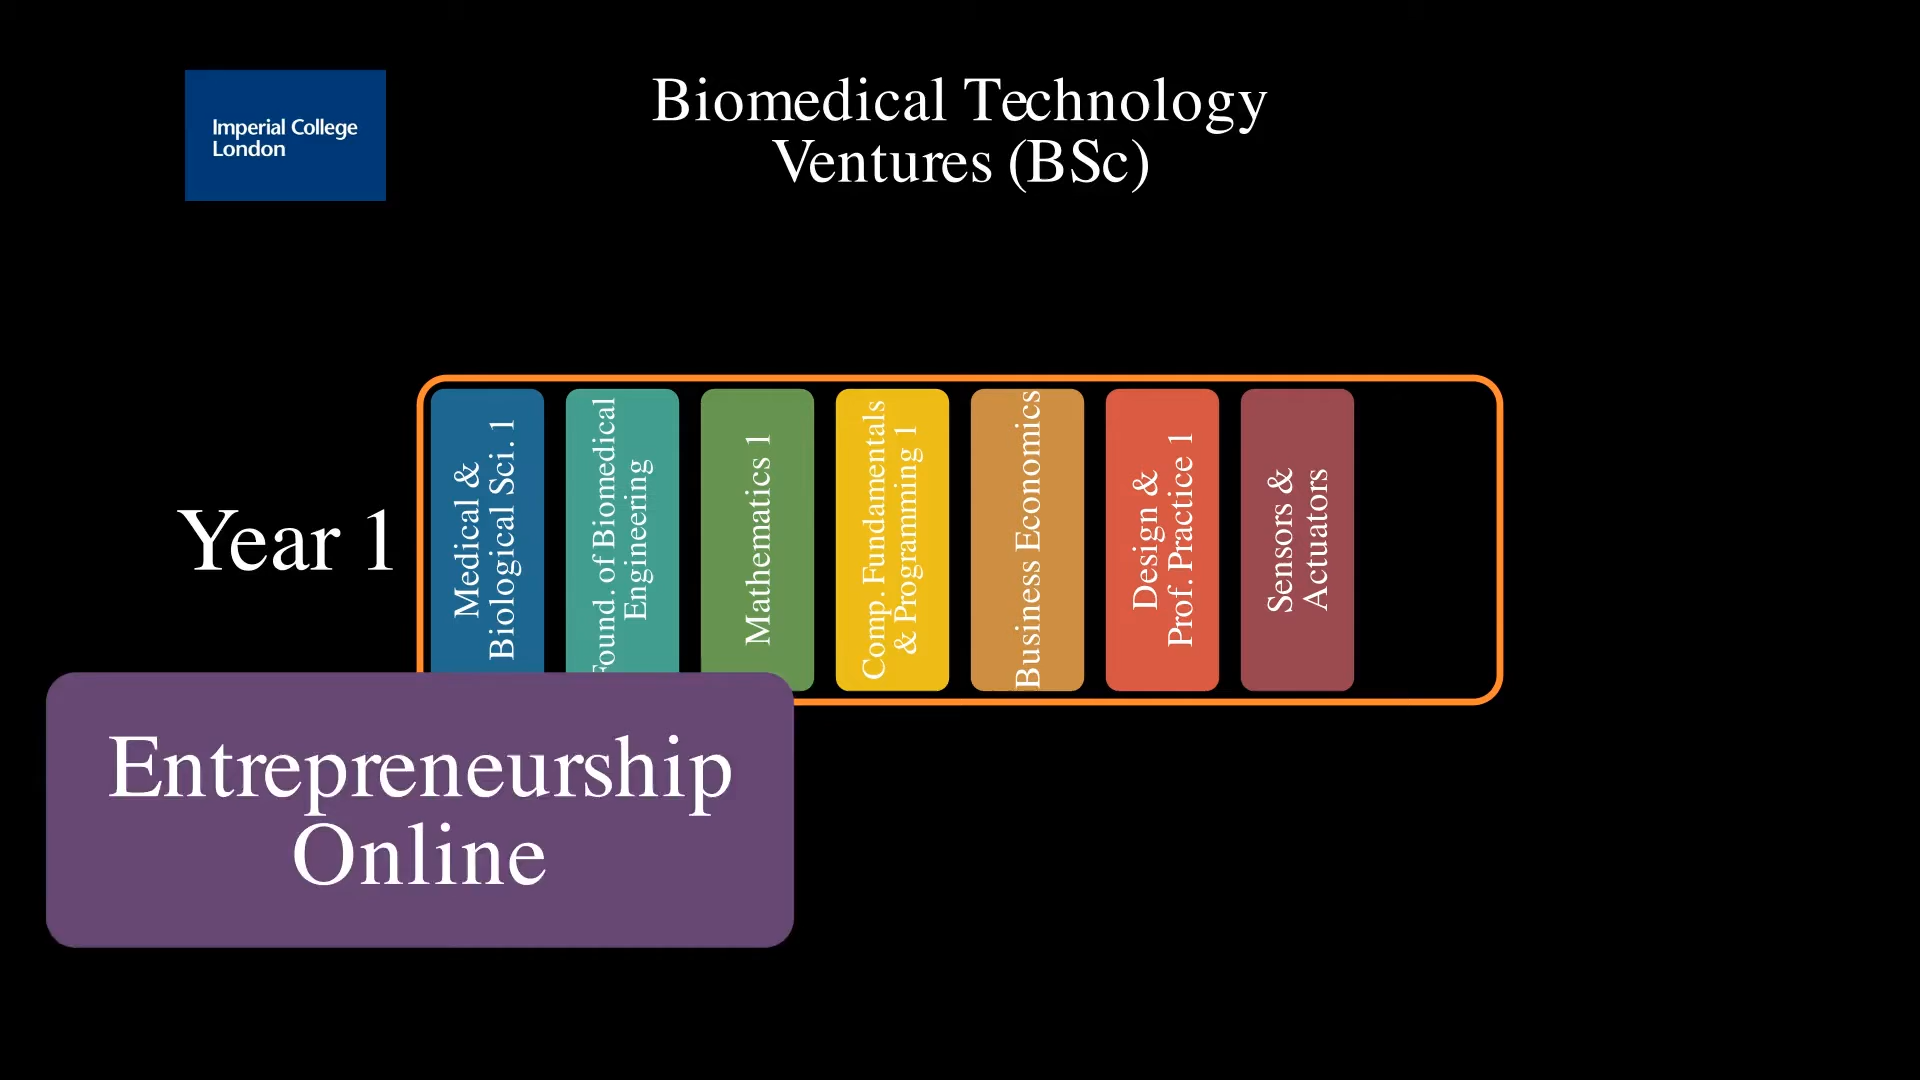 Imperial College
London
Biomedical Technology
Ventures (BSc)
Year 1
Medical &
Biological Sci. 1
Found. of Biomedical
Engineering
Mathematics 1
Comp. Fundamentals
& Programming 1
Business Economics
Design &
Prof. Practice 1
Sensors &
Actuators
Entrepreneurship
Online